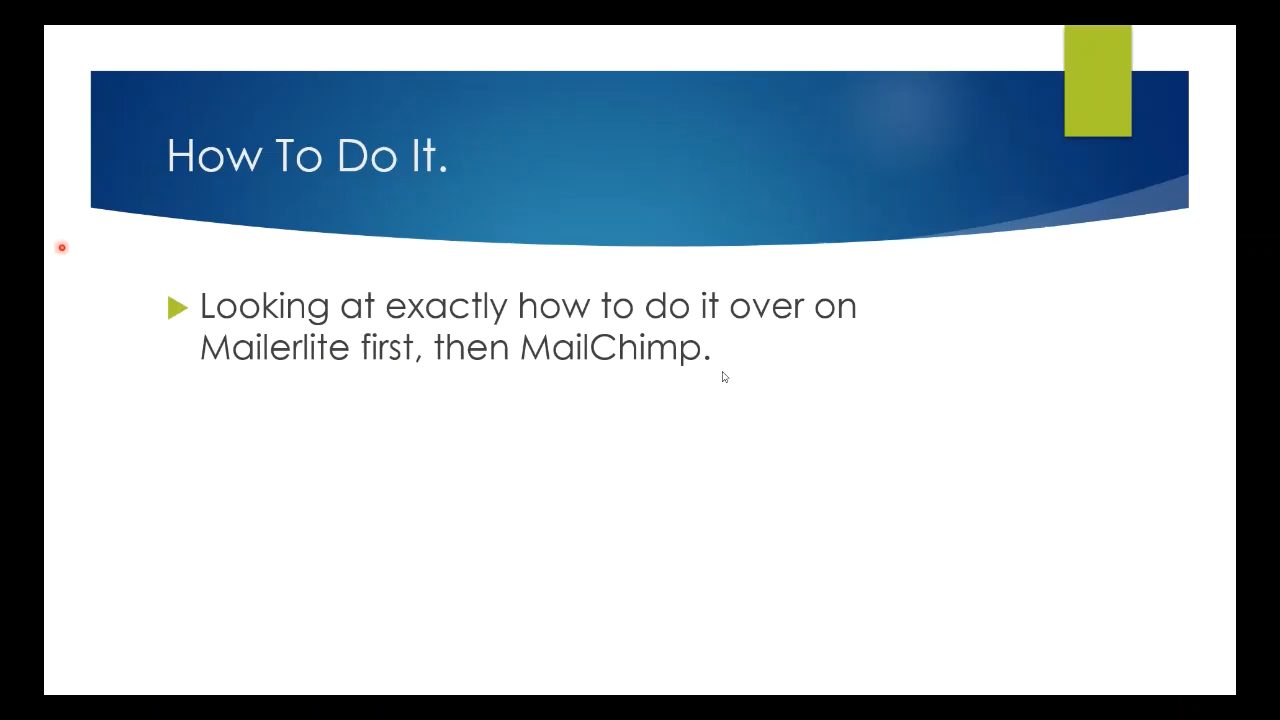 How To Do It.
Looking at exactly how to do it over on
Mailerlite first, then MailChimp.